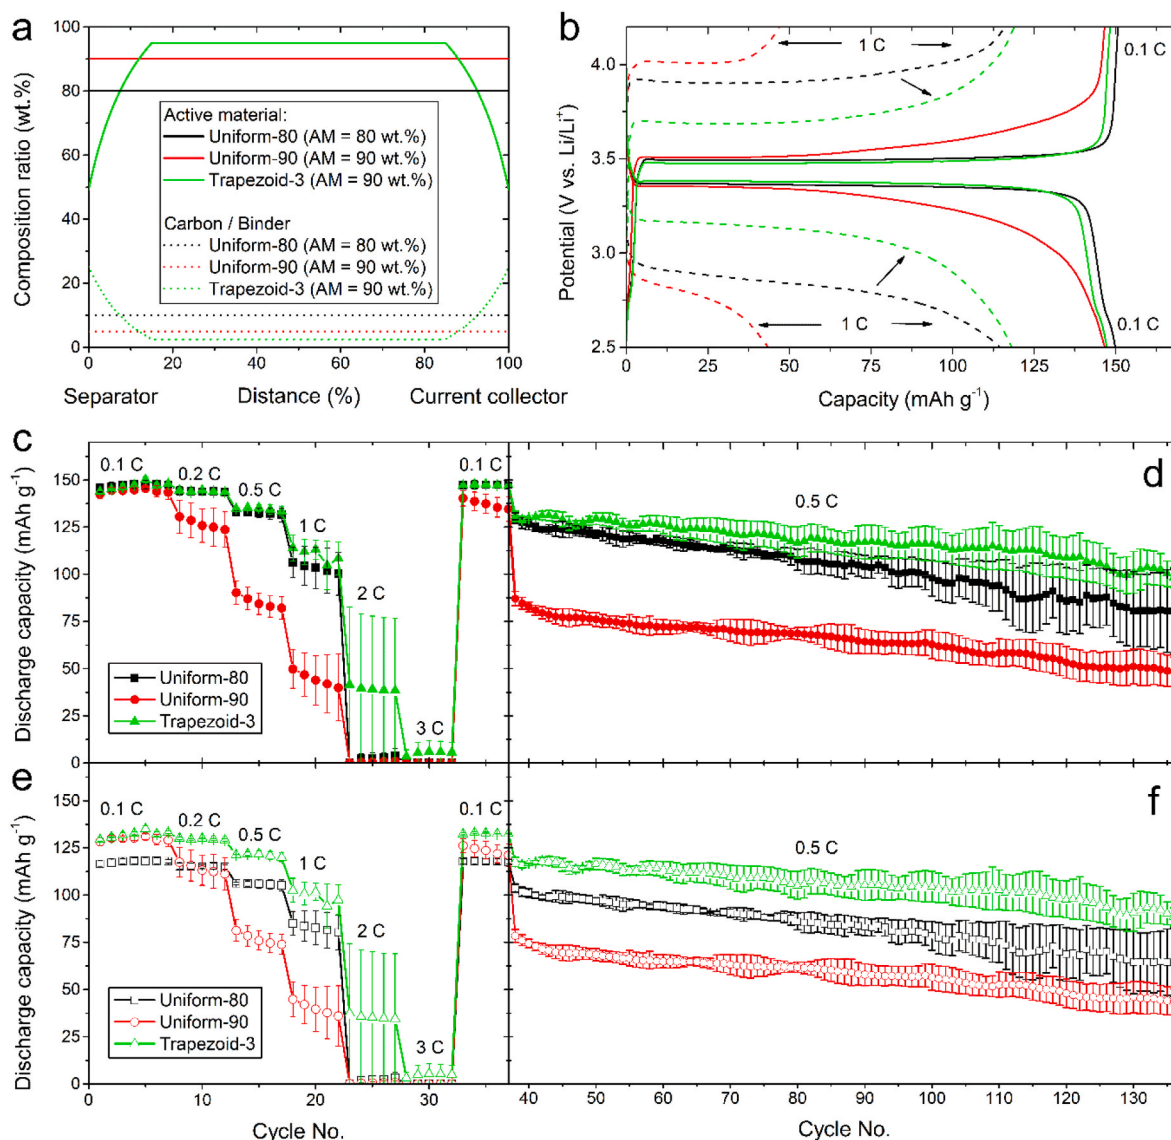 a
Composition ratio (wt.%)
100
80
60
40
20
0
Active material:
Uniform-80 (AM = 80 wt.%)
Uniform-90 (AM = 90 wt.%)
Trapezoid-3 (AM = 90 wt.%)
Carbon / Binder
Uniform-80 (AM = 80 wt.%)
Uniform-90 (AM = 90 wt.%)
Trapezoid-3 (AM = 90 wt.%)
0 20 40 60 80 100
Separator Distance (%) Current collector
b
Potential (V vs. Li/Li⁺)
4.0
3.5
3.0
2.5
1 C
0.1 C
1 C
0.1 C
0 25 50 75 100 125 150
Capacity (mAh g⁻¹)
c
Discharge capacity (mAh g⁻¹)
150
125
100
75
50
25
0
0.1 C
0.2 C
0.5 C
1 C
2 C
3 C
0.1 C
Uniform-80
Uniform-90
Trapezoid-3
d
0.5 C
e
Discharge capacity (mAh g⁻¹)
150
125
100
75
50
25
0
0.1 C
0.2 C
0.5 C
1 C
2 C
3 C
0.1 C
Uniform-80
Uniform-90
Trapezoid-3
0 10 20 30
Cycle No.
f
0.5 C
40 50 60 70 80 90 100 110 120 130
Cycle No.